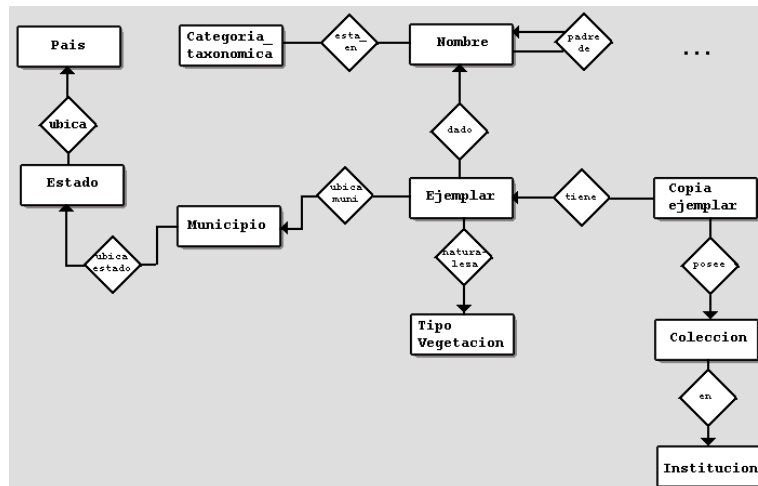 Pais
Categoria_
taxonomica
esta_
en
Nombre
padre
de
...
ubica
dado
Estado
ubica
muni
Ejemplar
tiene
Copia
ejemplar
Municipio
ubica
estado
natura-
lesa
posee
Tipo
Vegetacion
Coleccion
en
Institucion